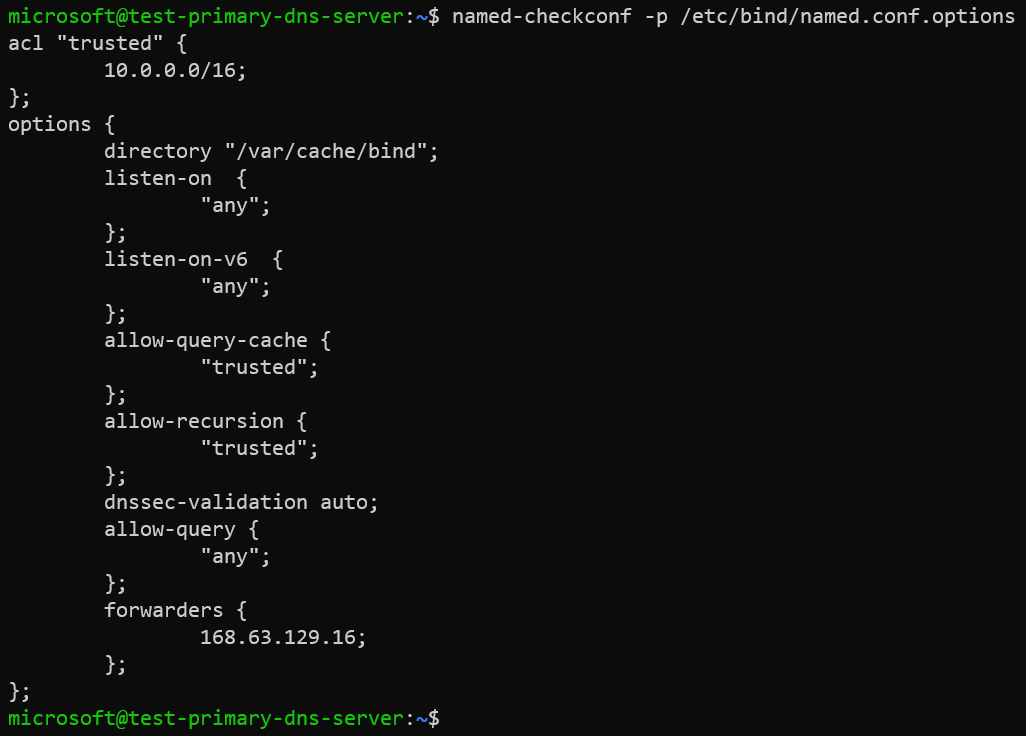 microsoft@test-primary-dns-server:~$ named-checkconf -p /etc/bind/named.conf.options
acl "trusted" {
        10.0.0.0/16;
};
options {
        directory "/var/cache/bind";
        listen-on  {
                "any";
        };
        listen-on-v6  {
                "any";
        };
        allow-query-cache {
                "trusted";
        };
        allow-recursion {
                "trusted";
        };
        dnssec-validation auto;
        allow-query {
                "any";
        };
        forwarders {
                168.63.129.16;
        };
};
microsoft@test-primary-dns-server:~$